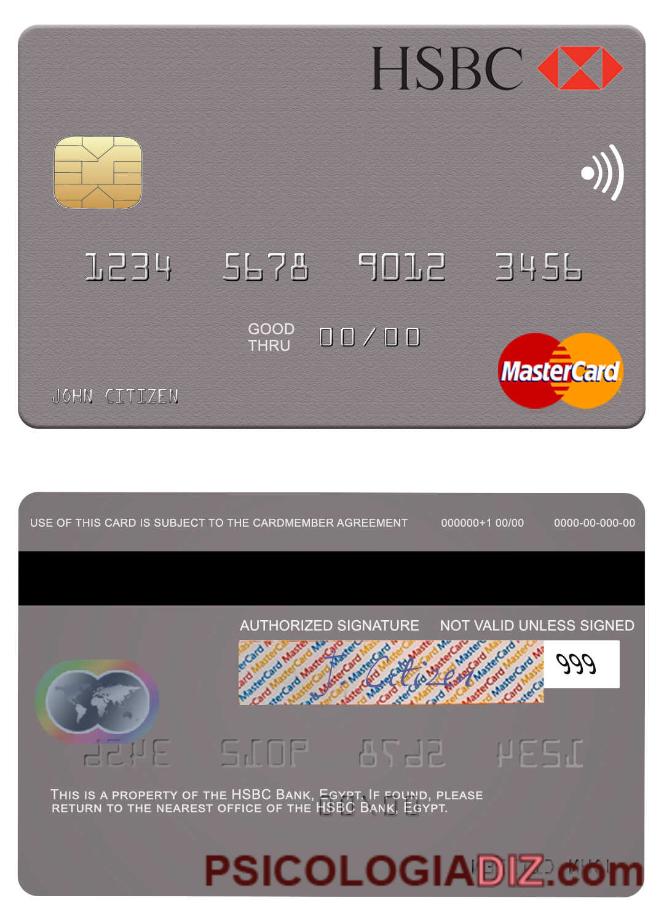 HSBC
1234 5678 9012 3456
GOOD THRU 00/00
MasterCard
JOHN CITIZEN
USE OF THIS CARD IS SUBJECT TO THE CARDMEMBER AGREEMENT 000000+1 00/00 0000-00-000-00
AUTHORIZED SIGNATURE NOT VALID UNLESS SIGNED
J. Citizen 999
THIS IS A PROPERTY OF THE HSBC BANK, EGYPT. IF FOUND, PLEASE
RETURN TO THE NEAREST OFFICE OF THE HSBC BANK, EGYPT.
PSICOLOGIADIZ.com